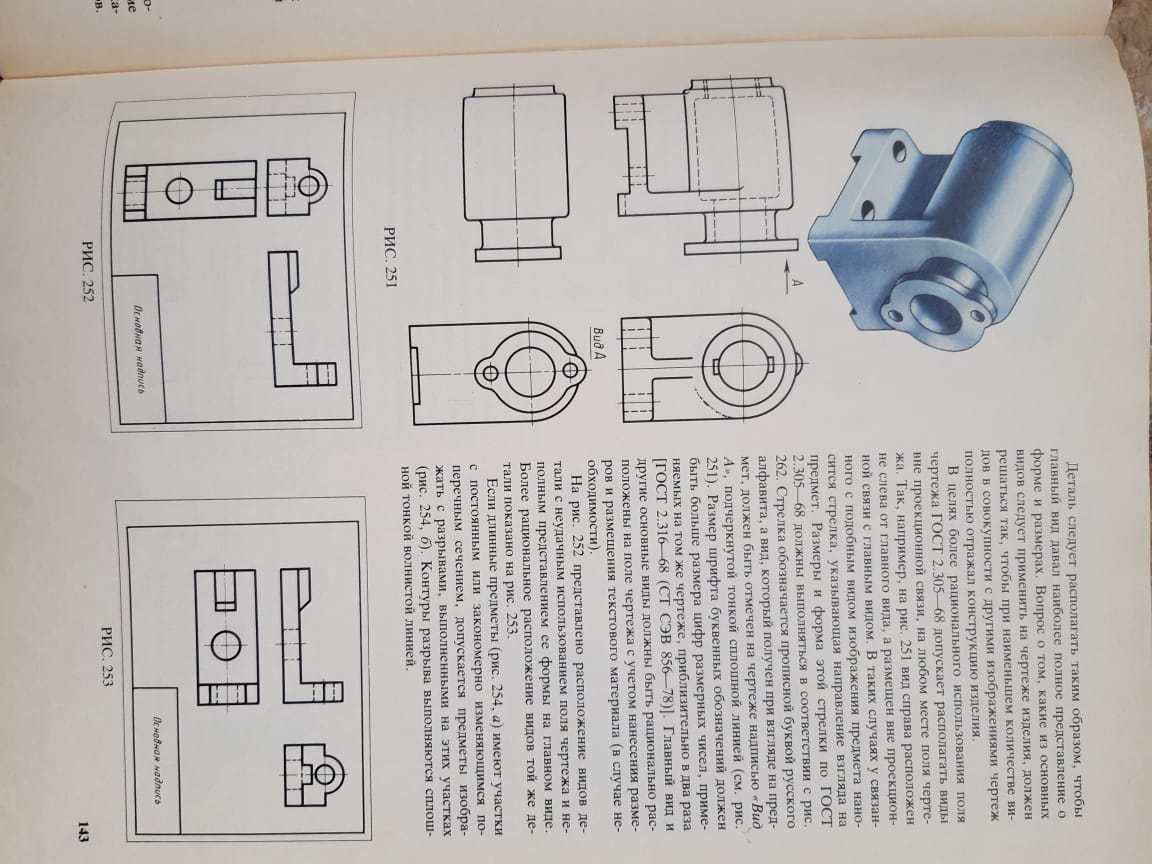 РИС. 251
А
Вид А
РИС. 252
Основная надпись
РИС. 253
Основная надпись
Деталь следует располагать таким образом, чтобы
главный вид давал наиболее полное представление о
форме и размерах. Вопрос о том, какие из основных
видов следует применить на чертеже изделия, должен
решаться так, чтобы при наименьшем количестве ви-
дов в совокупности с другими изображениями чертеж
полностью отражал конструкцию изделия.
В целях более рационального использования поля
чертежа ГОСТ 2.305—68 допускает располагать виды
вне проекционной связи, на любом месте поля черте-
жа. Так, например, на рис. 251 вид справа расположен
не слева от главного вида, а размещен вне проекцион-
ной связи с главным видом. В таких случаях у связан-
ного с подобным видом изображения предмета нано-
сится стрелка, указывающая направление взгляда на
предмет. Размеры и форма этой стрелки по ГОСТ
2.305—68 должны выполняться в соответствии с рис.
262. Стрелка обозначается прописной буквой русского
алфавита, а вид, который получен при взгляде на пред-
мет, должен быть отмечен на чертеже надписью «Вид
А», подчеркнутой тонкой сплошной линией (см. рис.
251). Размер шрифта буквенных обозначений должен
быть больше размера цифр размерных чисел, приме-
няемых на том же чертеже, приблизительно в два раза
[ГОСТ 2.316—68 (СТ СЭВ 856—78)]. Главный вид и
другие основные виды должны быть рационально рас-
положены на поле чертежа с учетом нанесения разме-
ров и размещения текстового материала (в случае не-
обходимости).
На рис. 252 представлено расположение видов де-
тали с неудачным использованием поля чертежа и не-
полным представлением ее формы на главном виде.
Более рациональное расположение видов той же де-
тали показано на рис. 253.
Если длинные предметы (рис. 254, а) имеют участки
с постоянным или закономерно изменяющимся по-
перечным сечением, допускается предметы изобра-
жать с разрывами, выполненными на этих участках
(рис. 254, б). Контуры разрыва выполняются сплош-
ной тонкой волнистой линией.
143